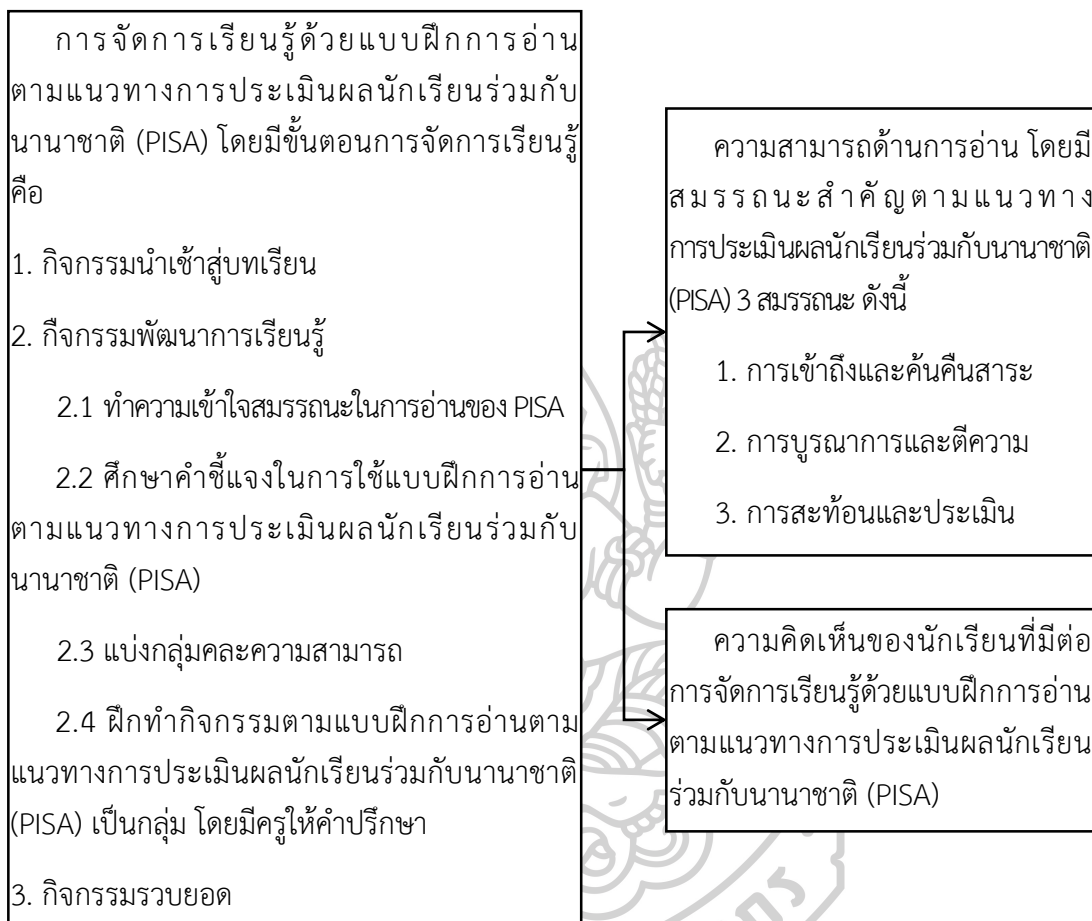 การจัดการเรียนรู้ด้วยแบบฝึกการอ่าน
ตามแนวทางการประเมินผลนักเรียนร่วมกับ
นานาชาติ (PISA) โดยมีขั้นตอนการจัดการเรียนรู้
คือ
1. กิจกรรมนำเข้าสู่บทเรียน
2. กิจกรรมพัฒนาการเรียนรู้
2.1 ทำความเข้าใจสมรรถนะในการอ่านของ PISA
2.2 ศึกษาคำชี้แจงในการใช้แบบฝึกการอ่าน
ตามแนวทางการประเมินผลนักเรียนร่วมกับ
นานาชาติ (PISA)
2.3 แบ่งกลุ่มคละความสามารถ
2.4 ฝึกทำกิจกรรมตามแบบฝึกการอ่านตาม
แนวทางการประเมินผลนักเรียนร่วมกับนานาชาติ
(PISA) เป็นกลุ่ม โดยมีครูให้คำปรึกษา
3. กิจกรรมรวบยอด
ความสามารถด้านการอ่าน โดยมี
สมรรถนะสำคัญตามแนวทาง
การประเมินผลนักเรียนร่วมกับนานาชาติ
(PISA) 3 สมรรถนะ ดังนี้
1. การเข้าถึงและค้นคืนสาระ
2. การบูรณาการและตีความ
3. การสะท้อนและประเมิน
ความคิดเห็นของนักเรียนที่มีต่อ
การจัดการเรียนรู้ด้วยแบบฝึกการอ่าน
ตามแนวทางการประเมินผลนักเรียน
ร่วมกับนานาชาติ (PISA)